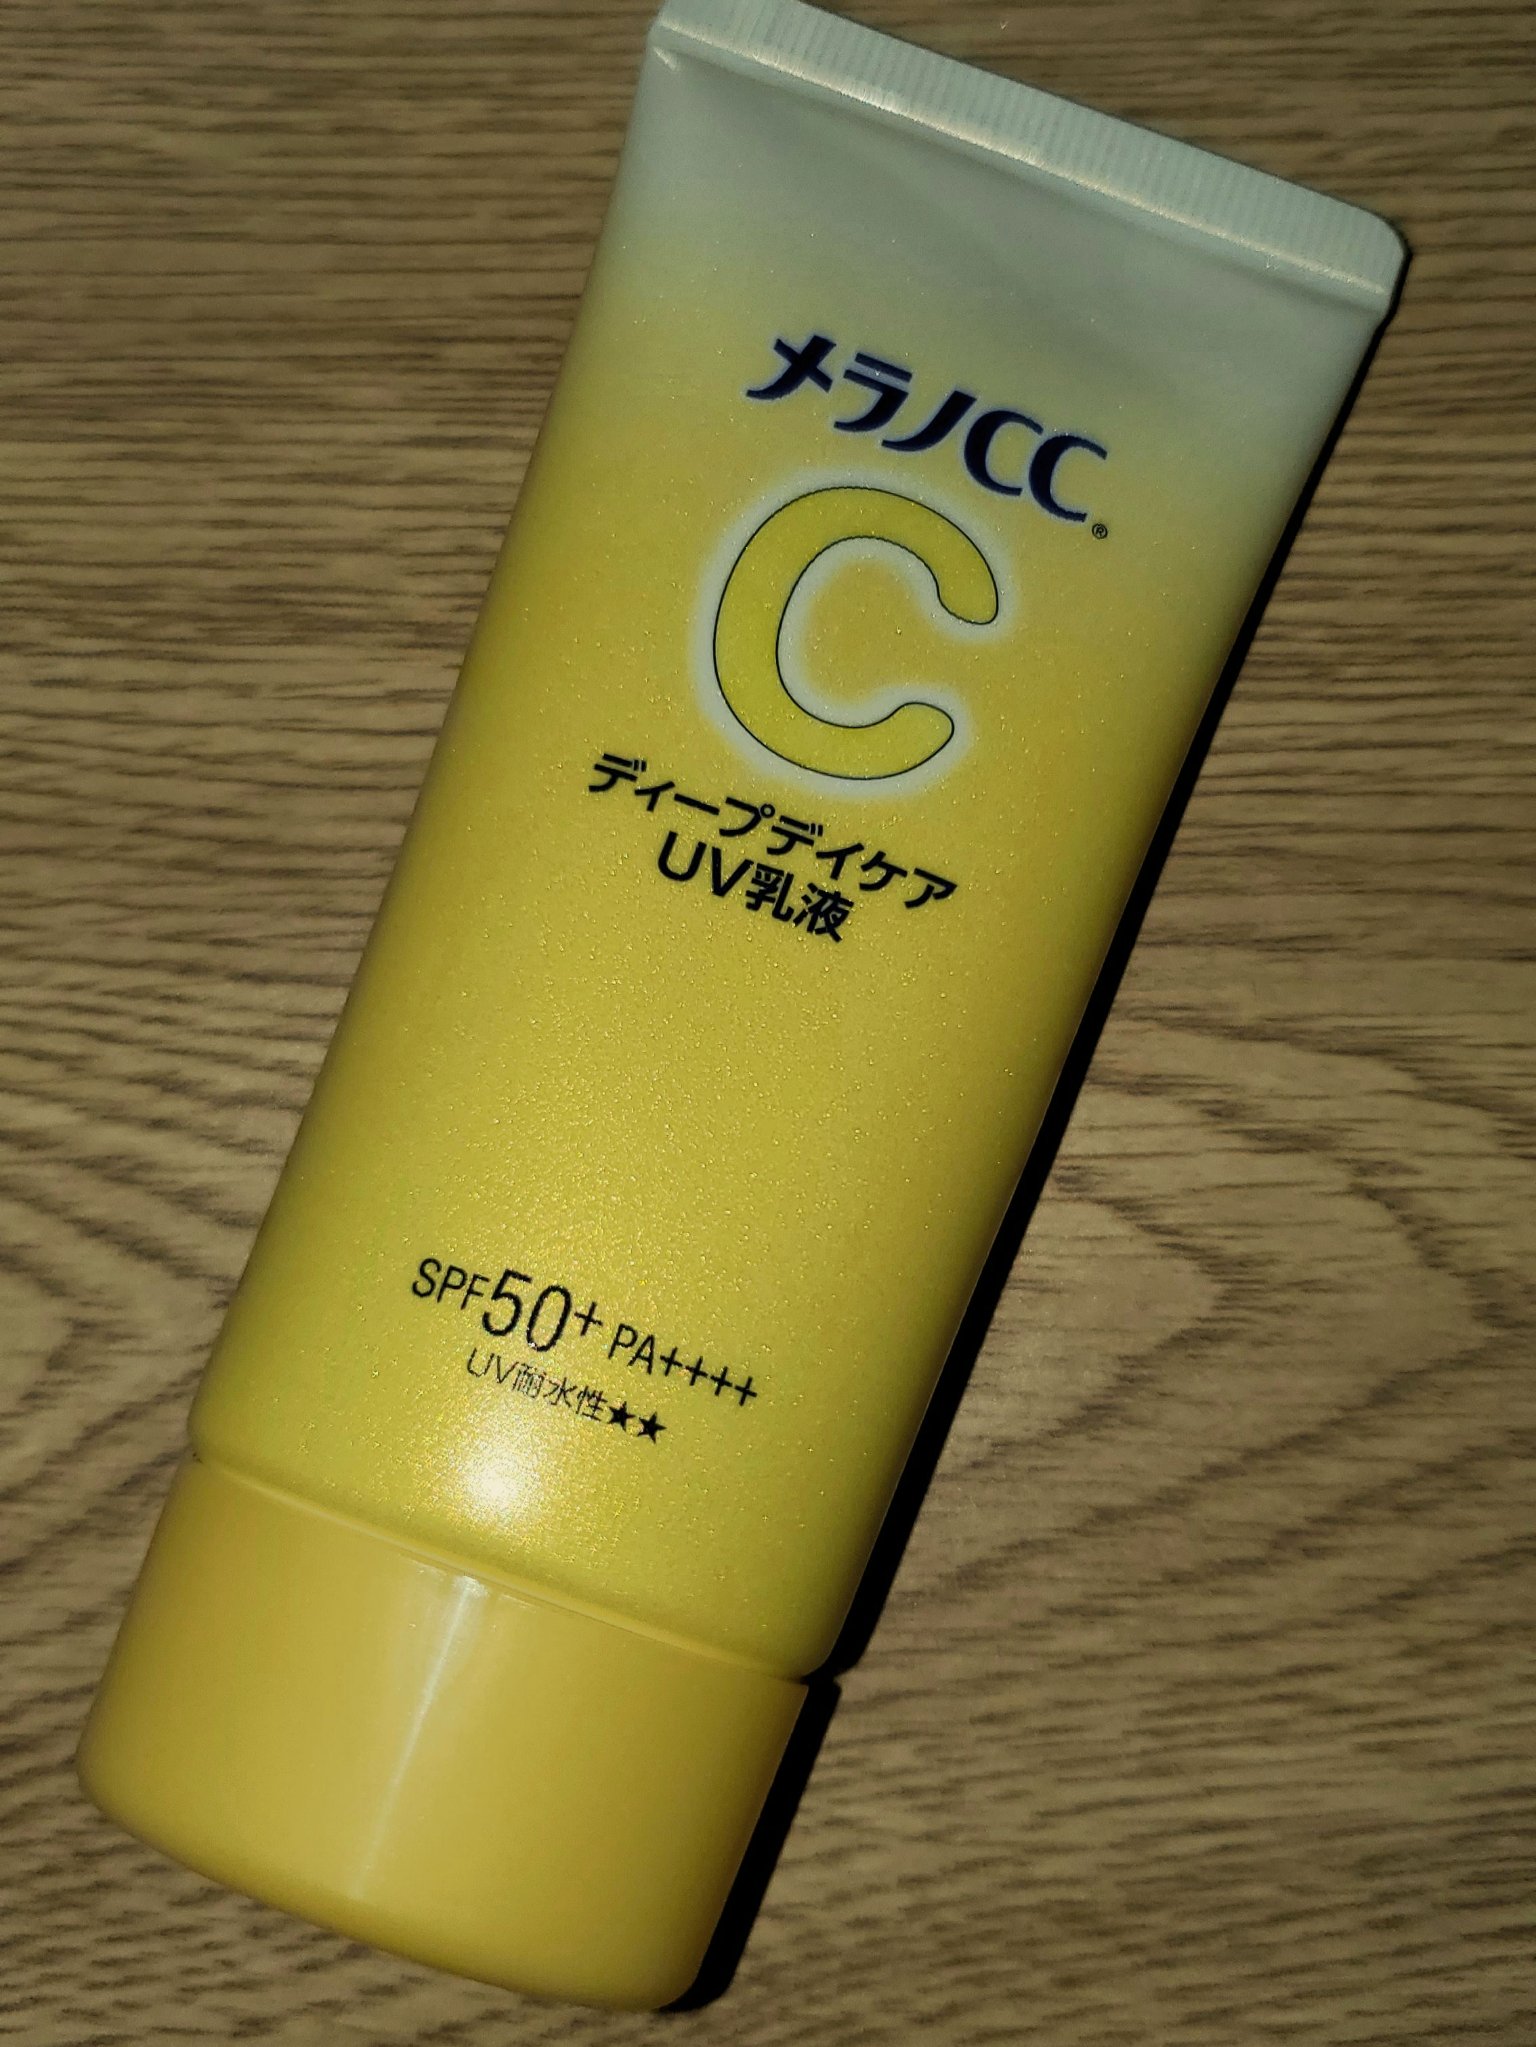 メラノCC®
C
ディープデイケア
UV乳液
SPF50+ PA++++
UV耐水性★★